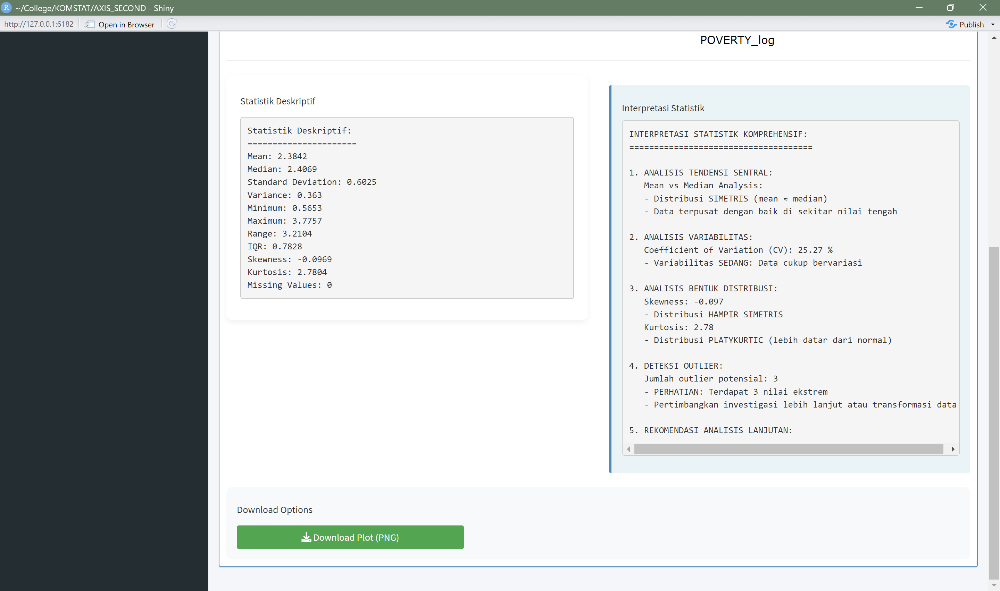 R ~/College/KOMSTAT/AXIS_SECOND - Shiny
http://127.0.0.1:6182 Open in Browser Publish
POVERTY_log
Statistik Deskriptif
Statistik Deskriptif:
======================
Mean: 2.3842
Median: 2.4069
Standard Deviation: 0.6025
Variance: 0.363
Minimum: 0.5653
Maximum: 3.7757
Range: 3.2104
IQR: 0.7828
Skewness: -0.0969
Kurtosis: 2.7804
Missing Values: 0
Interpretasi Statistik
INTERPRETASI STATISTIK KOMPREHENSIF:
=====================================
1. ANALISIS TENDENSI SENTRAL:
Mean vs Median Analysis:
- Distribusi SIMETRIS (mean ≈ median)
- Data terpusat dengan baik di sekitar nilai tengah
2. ANALISIS VARIABILITAS:
Coefficient of Variation (CV): 25.27 %
- Variabilitas SEDANG: Data cukup bervariasi
3. ANALISIS BENTUK DISTRIBUSI:
Skewness: -0.097
- Distribusi HAMPIR SIMETRIS
Kurtosis: 2.78
- Distribusi PLATYKURTIC (lebih datar dari normal)
4. DETEKSI OUTLIER:
Jumlah outlier potensial: 3
- PERHATIAN: Terdapat 3 nilai ekstrem
- Pertimbangkan investigasi lebih lanjut atau transformasi data
5. REKOMENDASI ANALISIS LANJUTAN:
Download Options
Download Plot (PNG)